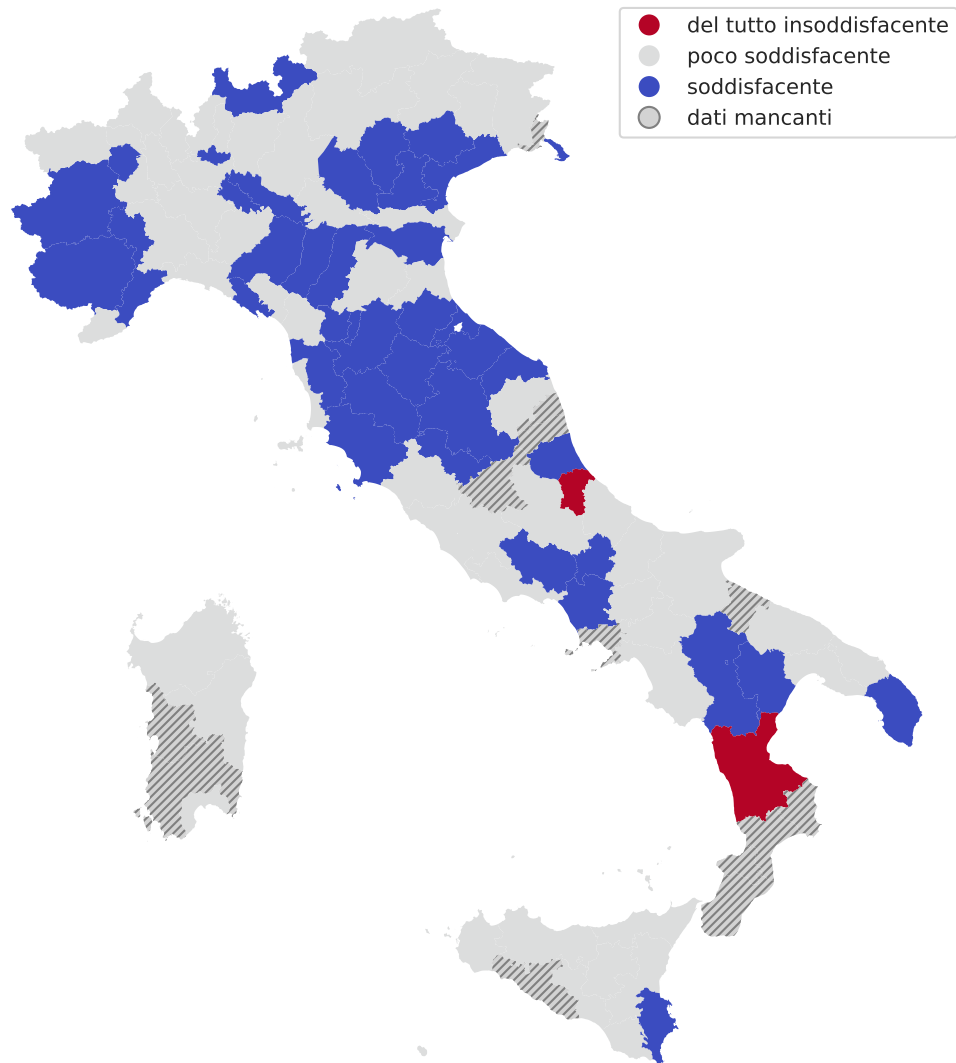 del tutto insoddisfacente
poco soddisfacente
soddisfacente
dati mancanti